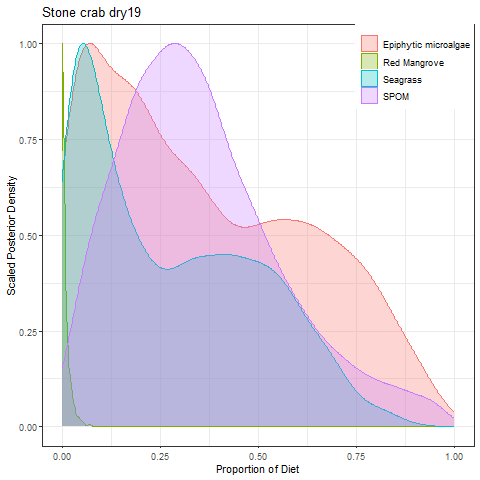 Stone crab dry19
Epiphytic microalgae
Red Mangrove
Seagrass
SPOM
Scaled Posterior Density
1.00
0.75
0.50
0.25
0.00
0.00 0.25 0.50 0.75 1.00
Proportion of Diet